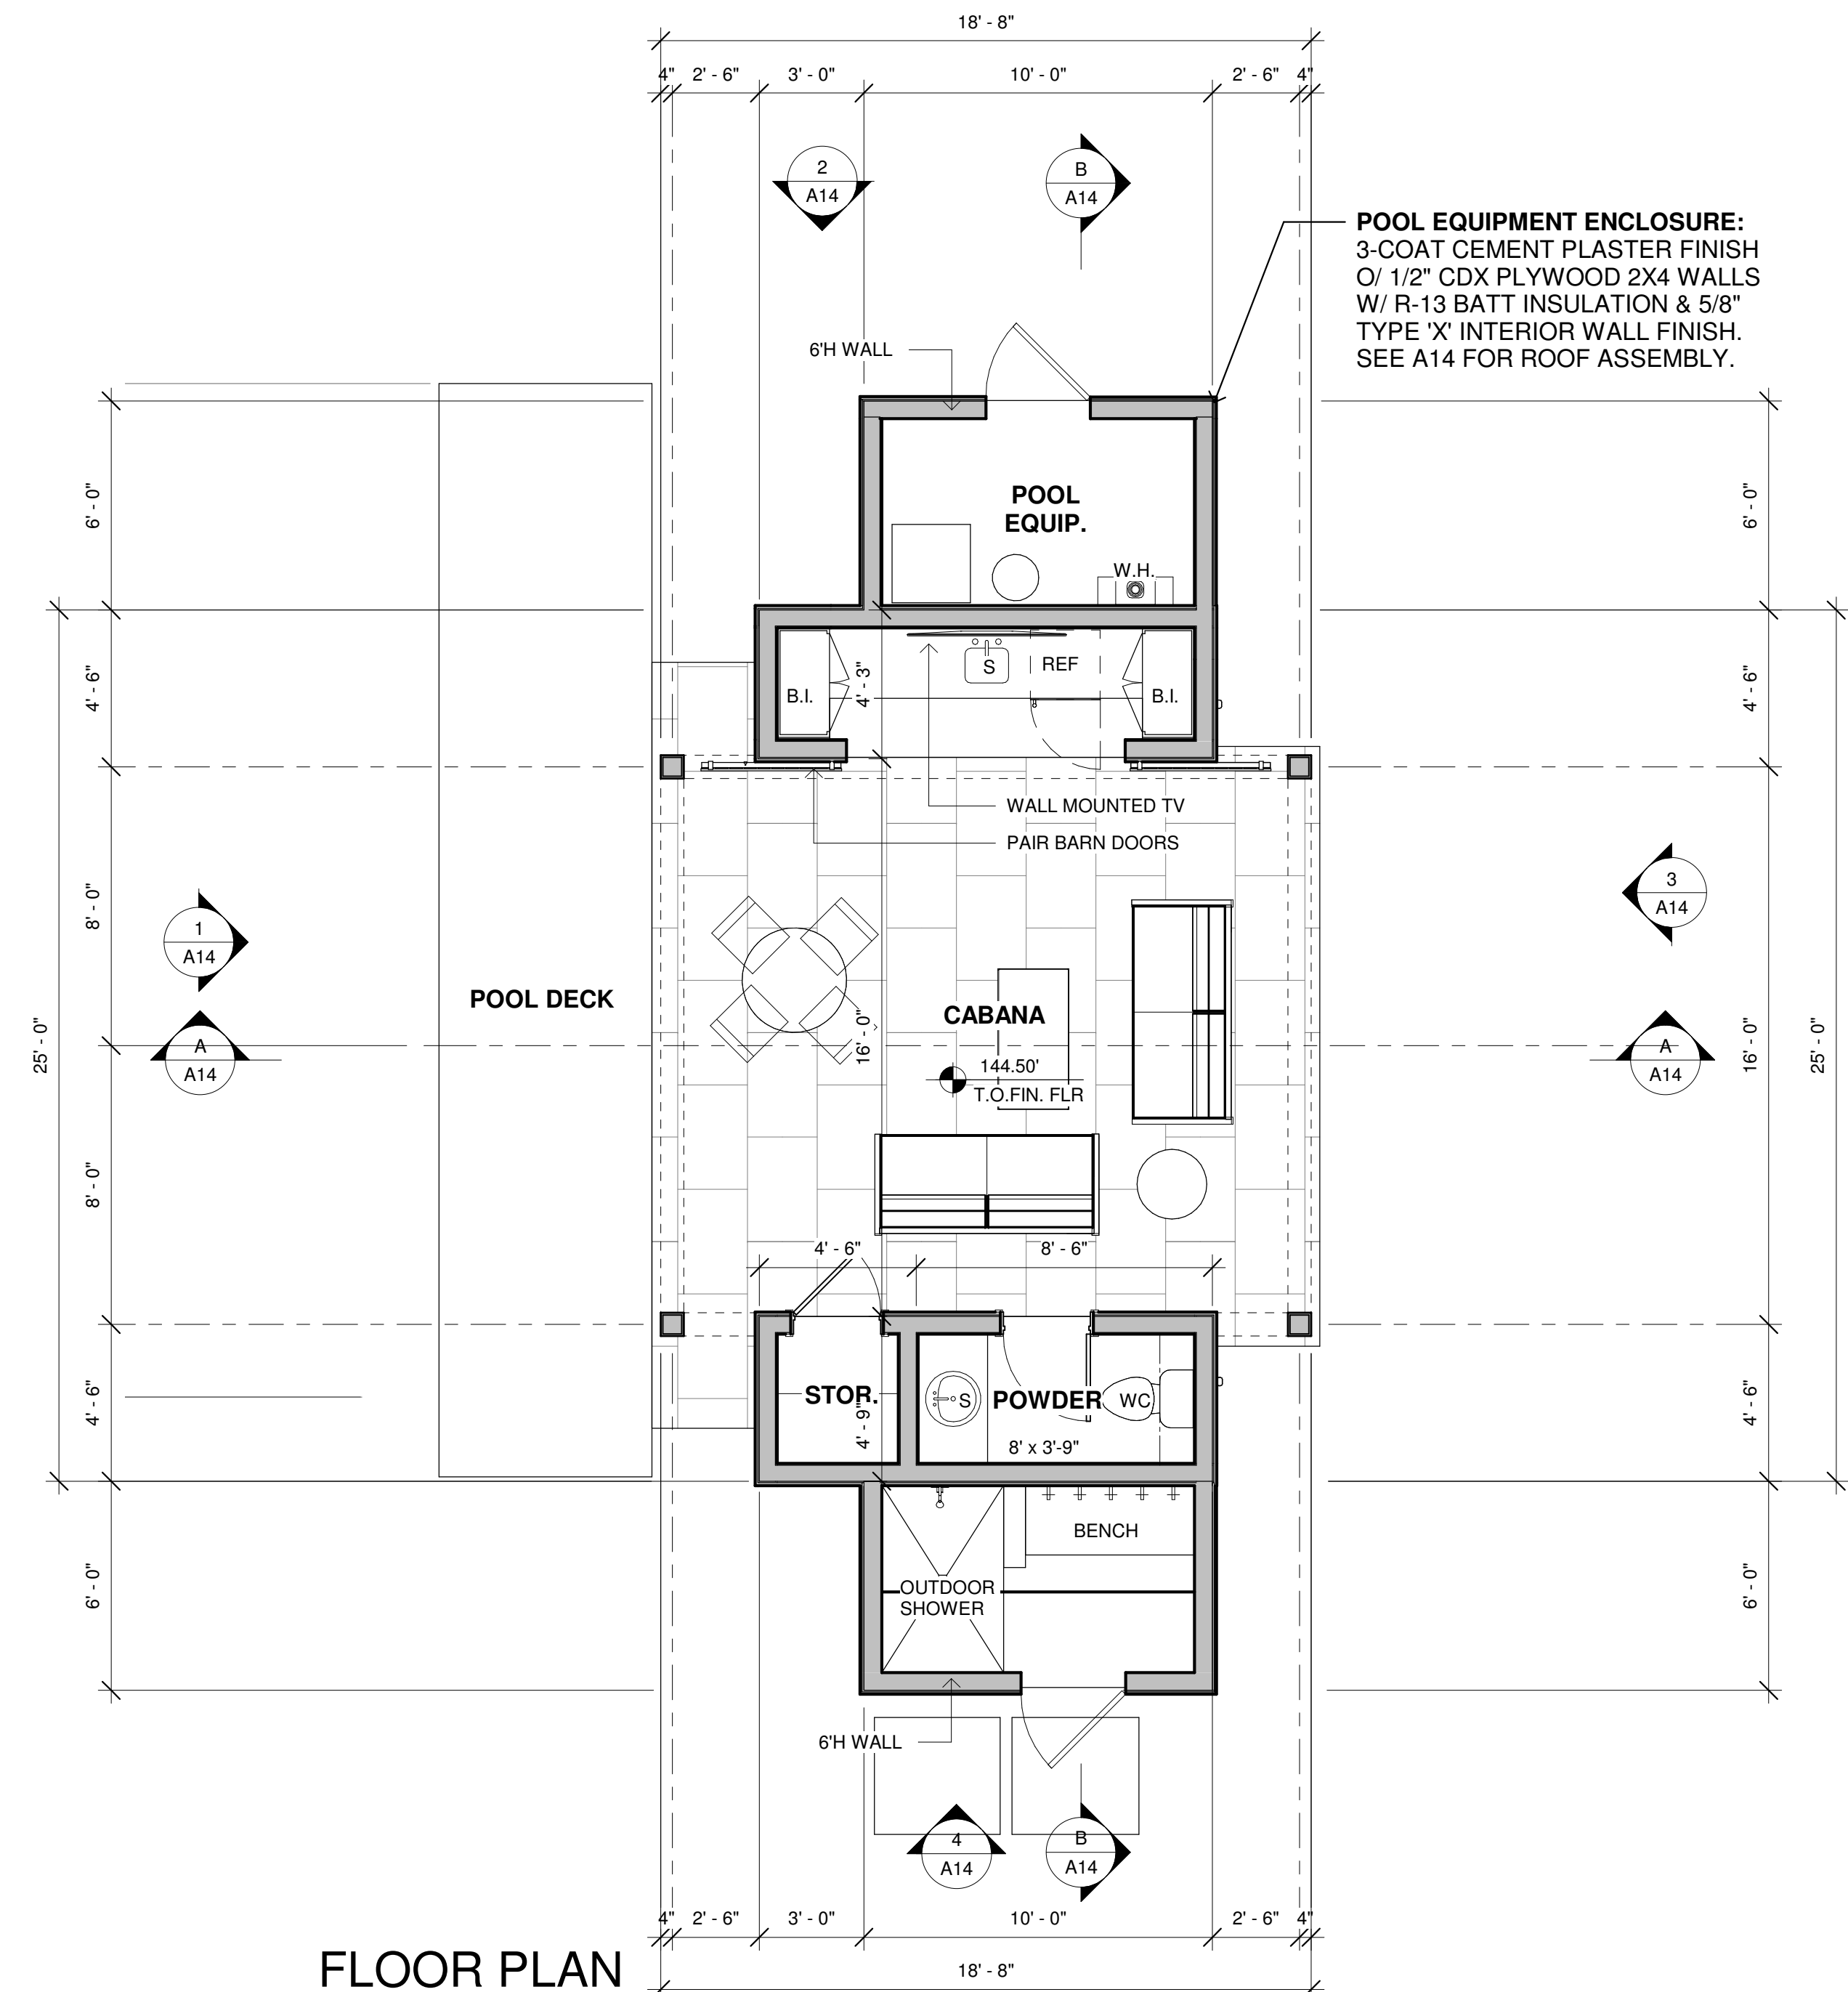 18' - 8"
4" 2' - 6" 3' - 0" 10' - 0" 2' - 6" 4"
2
A14
B
A14
POOL EQUIPMENT ENCLOSURE:
3-COAT CEMENT PLASTER FINISH
O/ 1/2" CDX PLYWOOD 2X4 WALLS
W/ R-13 BATT INSULATION & 5/8"
TYPE 'X' INTERIOR WALL FINISH.
SEE A14 FOR ROOF ASSEMBLY.
6'H WALL
6' - 0"
POOL
EQUIP.
6' - 0"
W.H.
4' - 6"
B.I.
4' - 3"
S
REF
B.I.
4' - 6"
WALL MOUNTED TV
PAIR BARN DOORS
8' - 0"
1
A14
3
A14
POOL DECK
CABANA
25' - 0"
A
A14
16' - 0"
144.50'
T.O.FIN. FLR
A
A14
16' - 0"
25' - 0"
8' - 0"
4' - 6"
8' - 6"
4' - 6"
STOR.
4' - 9"
S
POWDER
WC
8' x 3'-9"
4' - 6"
BENCH
6' - 0"
OUTDOOR
SHOWER
6' - 0"
6'H WALL
4
A14
B
A14
4" 2' - 6" 3' - 0" 10' - 0" 2' - 6" 4"
18' - 8"
FLOOR PLAN